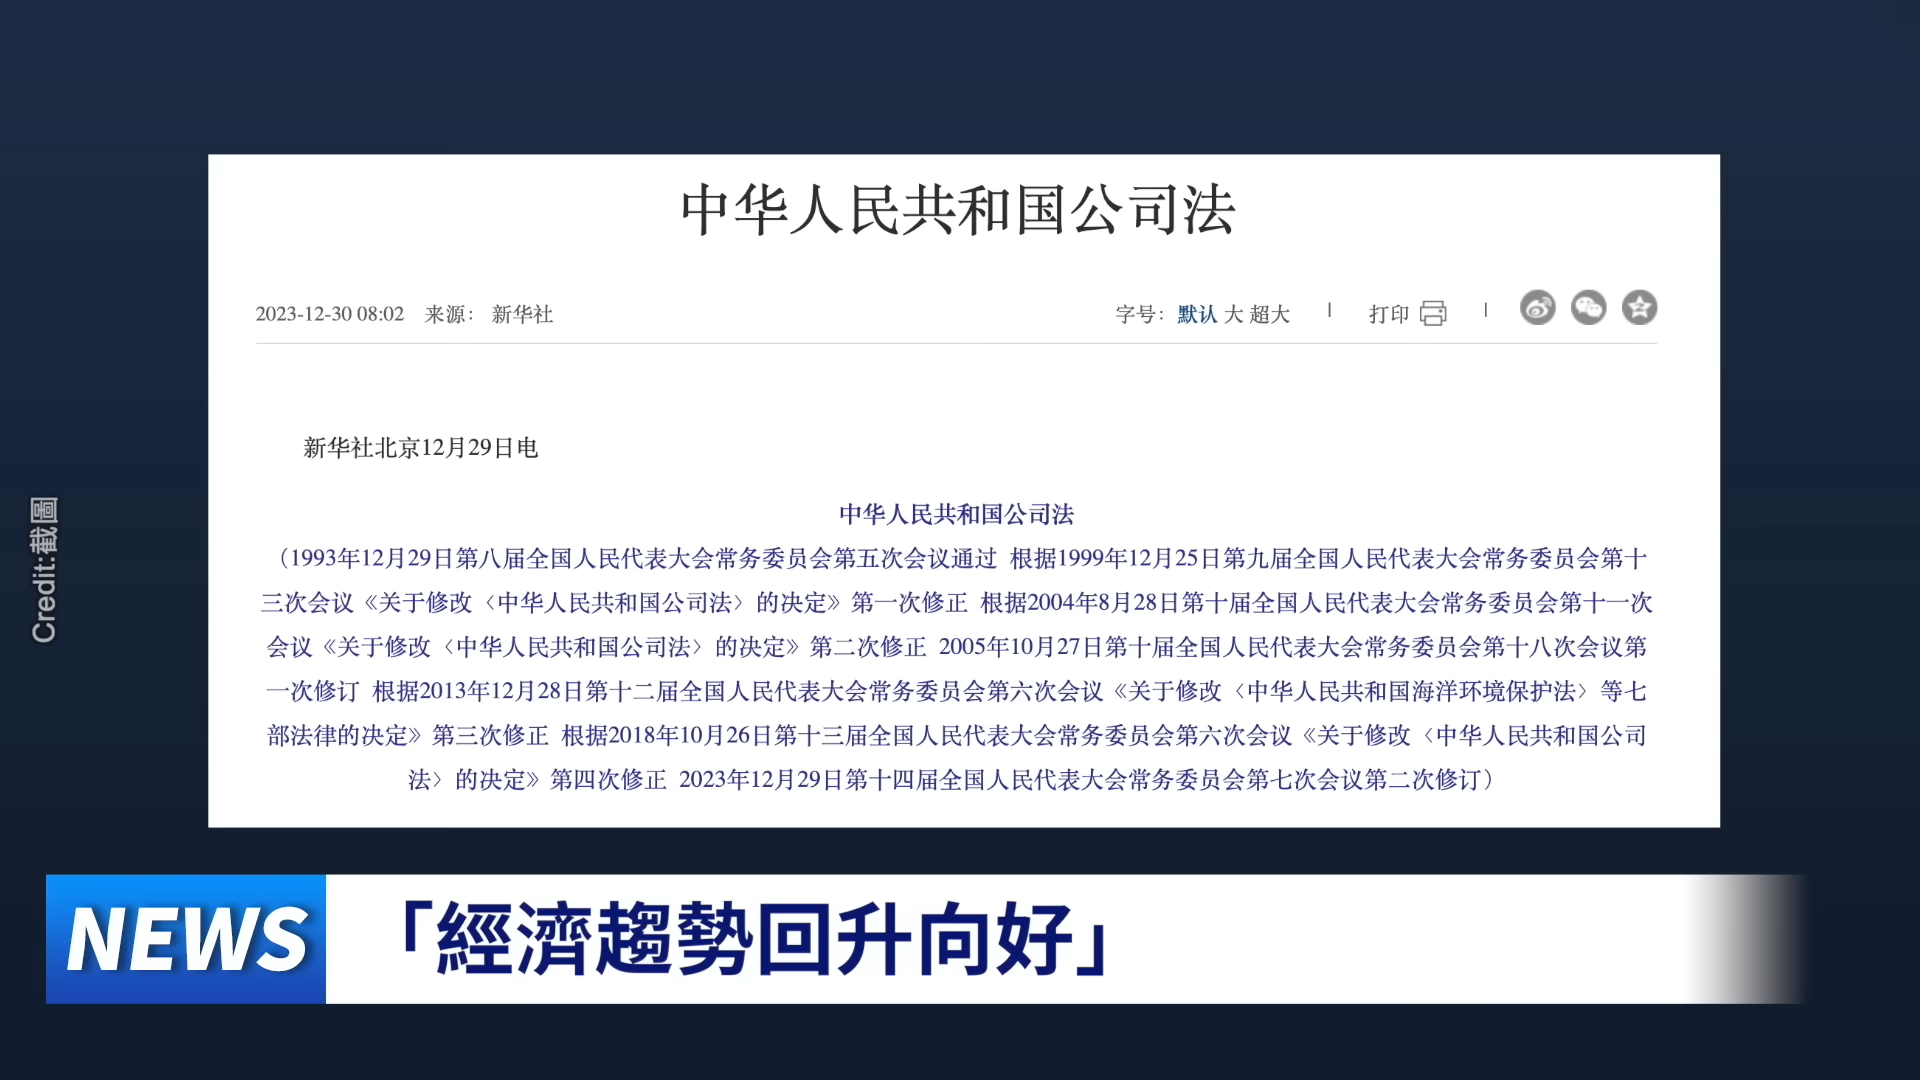 中华人民共和国公司法
2023-12-30 08:02 来源： 新华社 字号：默认 大 超大 | 打印 |
新华社北京12月29日电
中华人民共和国公司法
（1993年12月29日第八届全国人民代表大会常务委员会第五次会议通过 根据1999年12月25日第九届全国人民代表大会常务委员会第十
三次会议《关于修改〈中华人民共和国公司法〉的决定》第一次修正 根据2004年8月28日第十届全国人民代表大会常务委员会第十一次
会议《关于修改〈中华人民共和国公司法〉的决定》第二次修正 2005年10月27日第十届全国人民代表大会常务委员会第十八次会议第
一次修订 根据2013年12月28日第十二届全国人民代表大会常务委员会第六次会议《关于修改〈中华人民共和国海洋环境保护法〉等七
部法律的决定》第三次修正 根据2018年10月26日第十三届全国人民代表大会常务委员会第六次会议《关于修改〈中华人民共和国公司
法〉的决定》第四次修正 2023年12月29日第十四届全国人民代表大会常务委员会第七次会议第二次修订）
Credit:截圖
NEWS 「經濟趨勢回升向好」